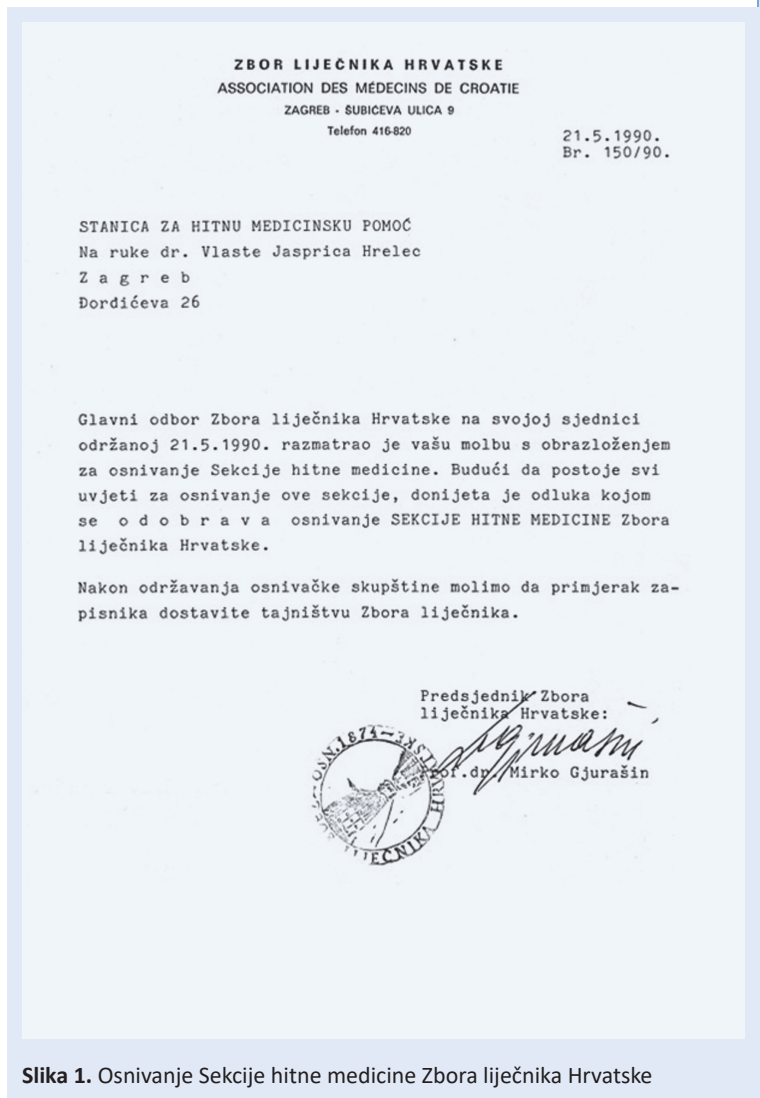 ZBOR LIJEČNIKA HRVATSKE
ASSOCIATION DES MÉDECINS DE CROATIE
ZAGREB - ŠUBIĆEVA ULICA 9
Telefon 416-820
21.5.1990.
Br. 150/90.
STANICA ZA HITNU MEDICINSKU POMOĆ
Na ruke dr. Vlaste Jasprica Hrelec
Z a g r e b
Đorđićeva 26
Glavni odbor Zbora liječnika Hrvatske na svojoj sjednici
održanoj 21.5.1990. razmatrao je vašu molbu s obrazloženjem
za osnivanje Sekcije hitne medicine. Budući da postoje svi
uvjeti za osnivanje ove sekcije, donijeta je odluka kojom
se o d o b r a v a osnivanje SEKCIJE HITNE MEDICINE Zbora
liječnika Hrvatske.
Nakon održavanja osnivačke skupštine molimo da primjerak za-
pisnika dostavite tajništvu Zbora liječnika.
Predsjednik Zbora
liječnika Hrvatske:
Prof.dr. Mirko Gjurašin
OSN.1874
LIJEČNIKA
Slika 1. Osnivanje Sekcije hitne medicine Zbora liječnika Hrvatske